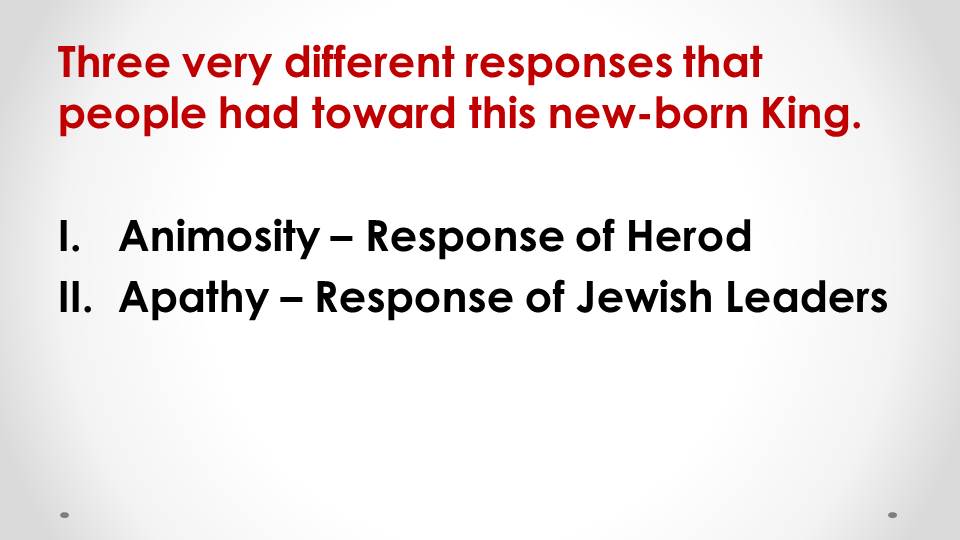 Three very different responses that
people had toward this new-born King.
I. Animosity – Response of Herod
II. Apathy – Response of Jewish Leaders